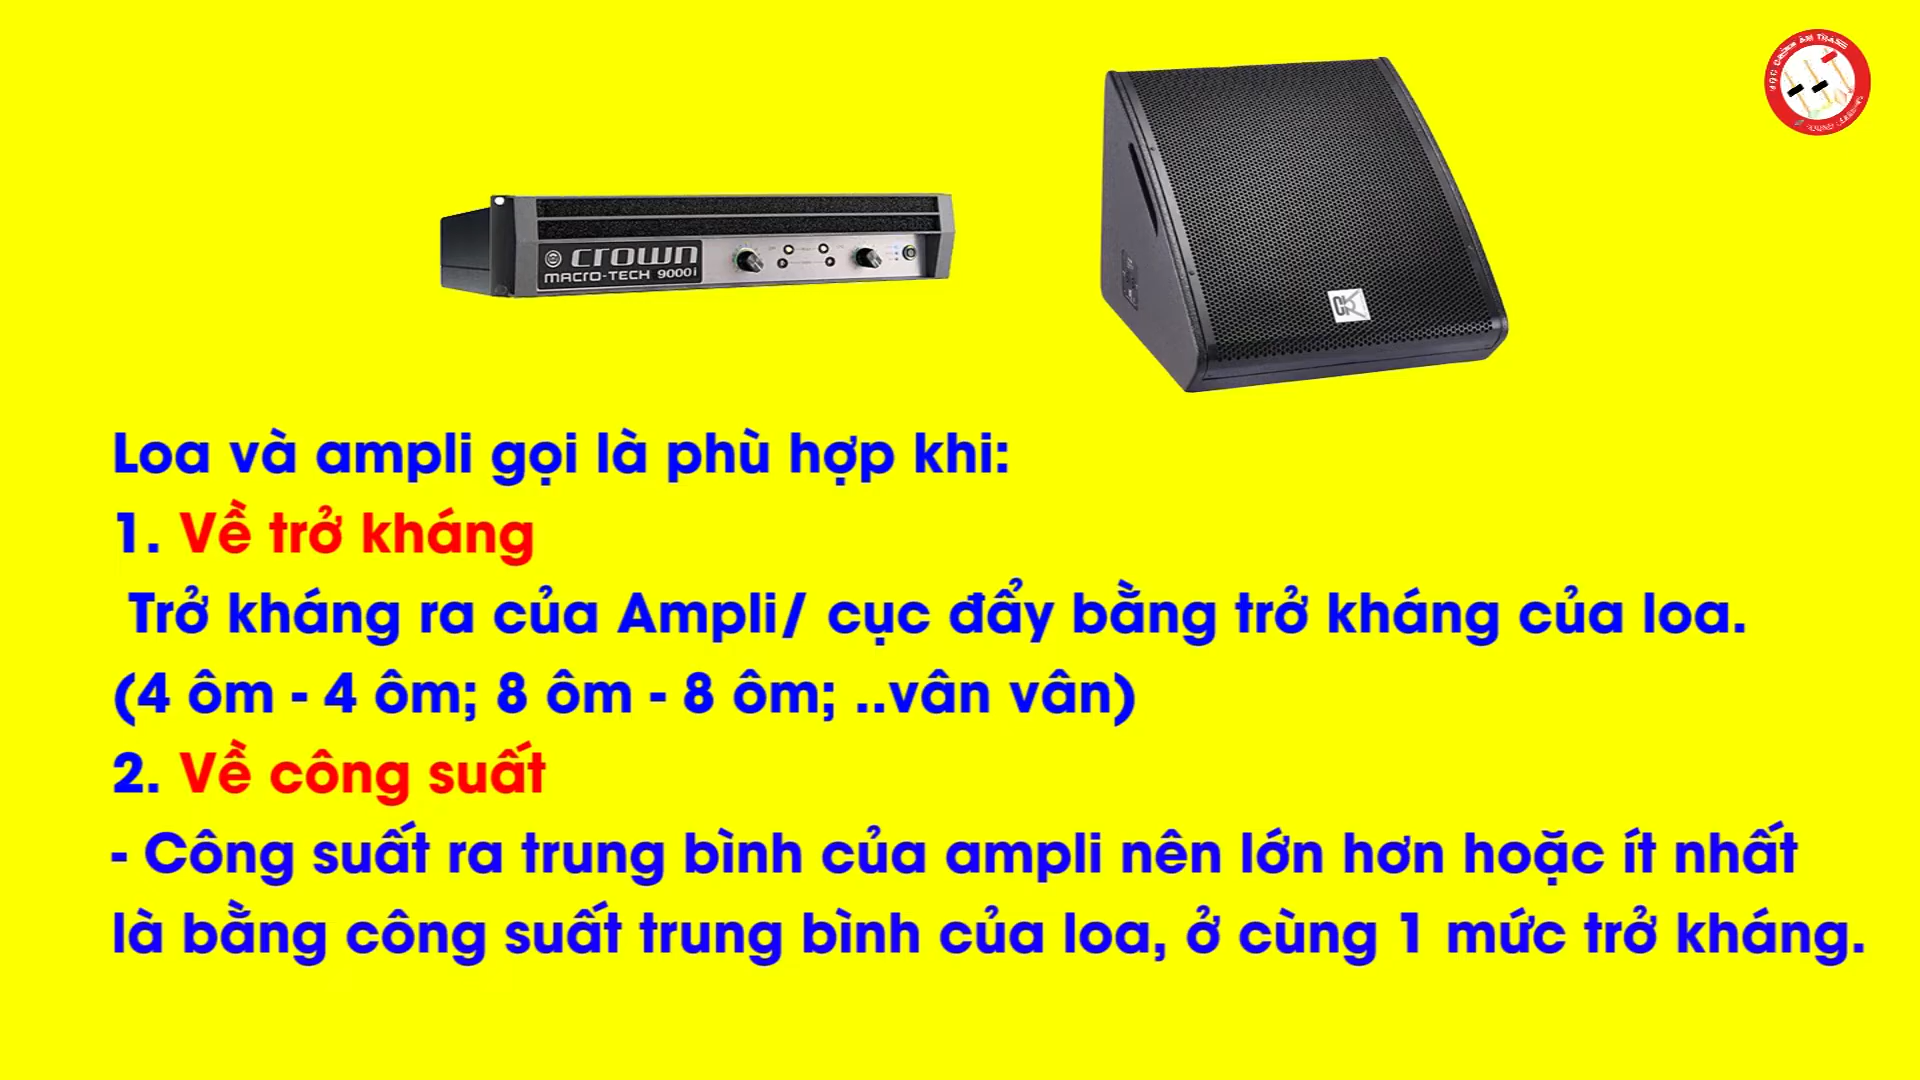 crown
MACRO-TECH 9000i
Loa và ampli gọi là phù hợp khi:
1. Về trở kháng
Trở kháng ra của Ampli/ cục đẩy bằng trở kháng của loa.
(4 ôm - 4 ôm; 8 ôm - 8 ôm; ..vân vân)
2. Về công suất
- Công suất ra trung bình của ampli nên lớn hơn hoặc ít nhất
là bằng công suất trung bình của loa, ở cùng 1 mức trở kháng.